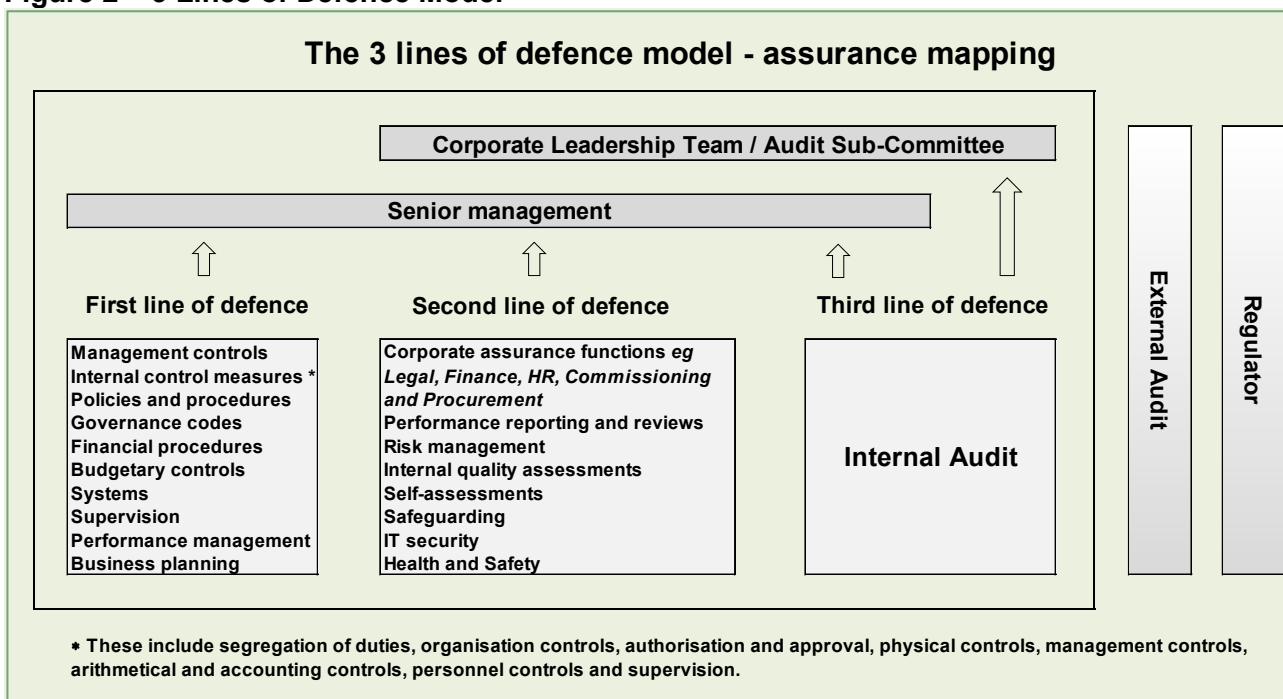 The 3 lines of defence model - assurance mapping
Corporate Leadership Team / Audit Sub-Committee
Senior management
First line of defence
Management controls
Internal control measures *
Policies and procedures
Governance codes
Financial procedures
Budgetary controls
Systems
Supervision
Performance management
Business planning
Second line of defence
Corporate assurance functions eg
Legal, Finance, HR, Commissioning
and Procurement
Performance reporting and reviews
Risk management
Internal quality assessments
Self-assessments
Safeguarding
IT security
Health and Safety
Third line of defence
Internal Audit
External Audit
Regulator
* These include segregation of duties, organisation controls, authorisation and approval, physical controls, management controls,
arithmetical and accounting controls, personnel controls and supervision.